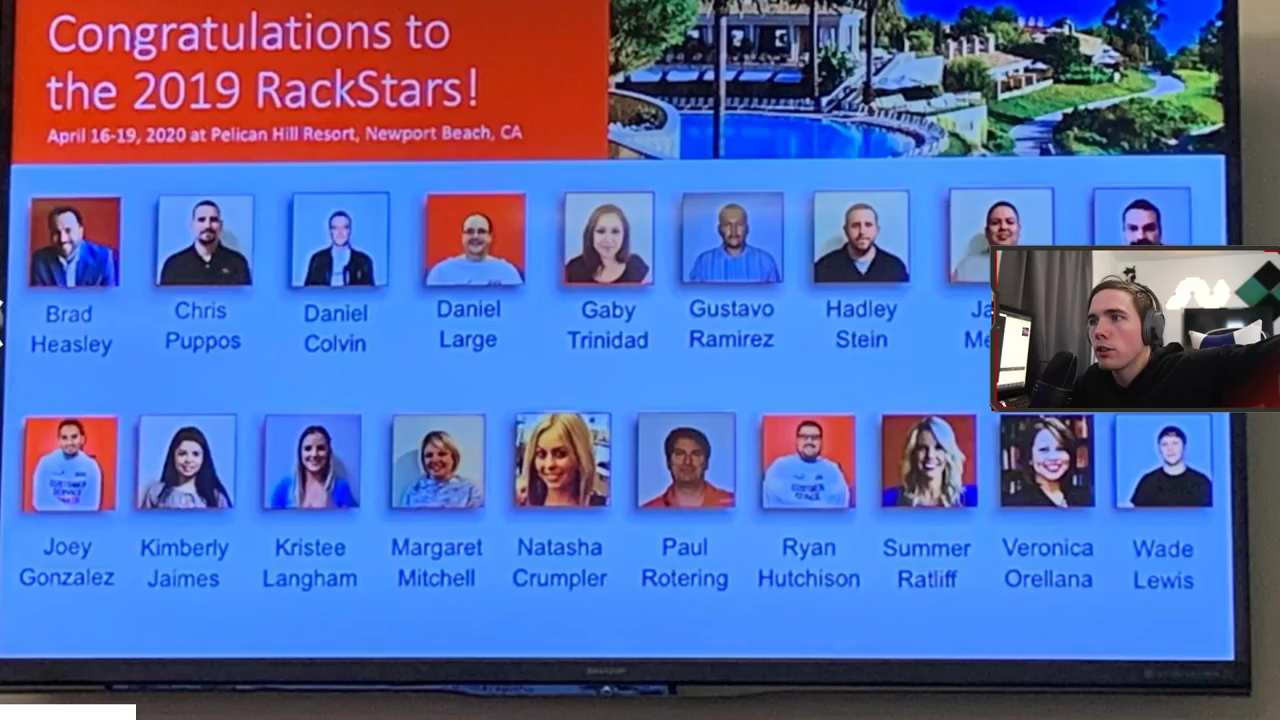 Congratulations to
the 2019 RackStars!
April 16-19, 2020 at Pelican Hill Resort, Newport Beach, CA
Brad Heasley
Chris Puppos
Daniel Colvin
Daniel Large
Gaby Trinidad
Gustavo Ramirez
Hadley Stein
Joey Gonzalez
Kimberly Jaimes
Kristee Langham
Margaret Mitchell
Natasha Crumpler
Paul Rotering
Ryan Hutchison
Summer Ratliff
Veronica Orellana
Wade Lewis
SHARP